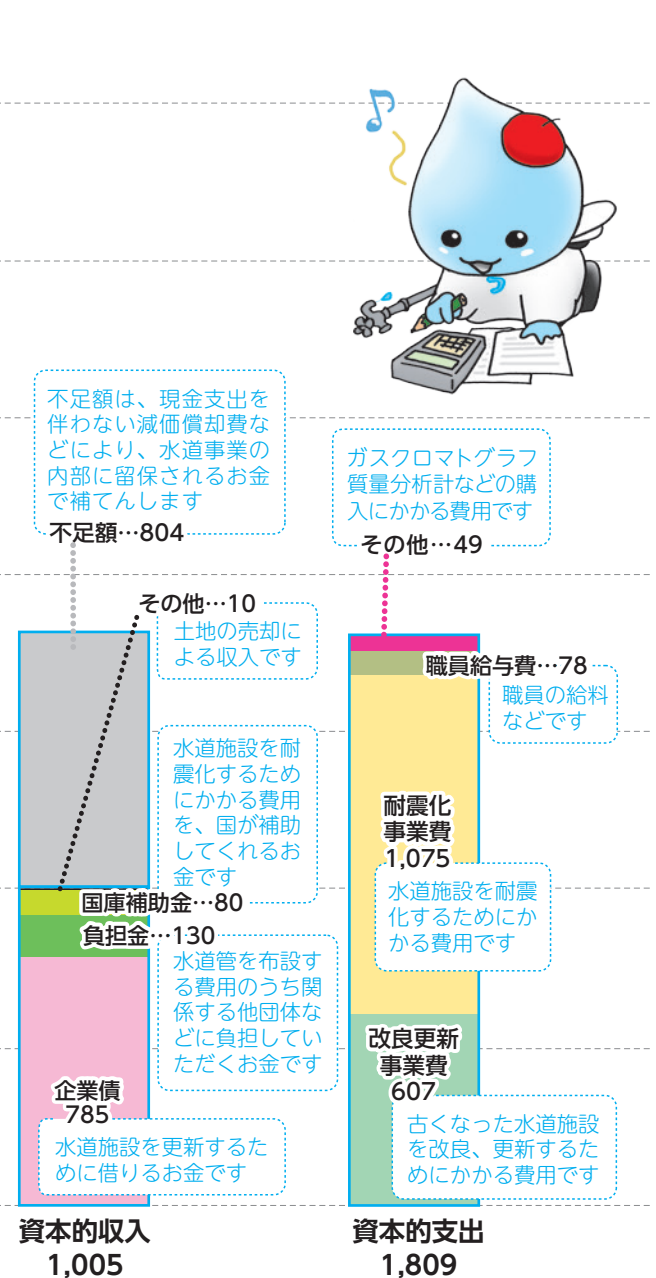 不足額は、現金支出を
伴わない減価償却費な
どにより、水道事業の
内部に留保されるお金
で補てんします
不足額…804
その他…10
土地の売却に
よる収入です
水道施設を耐
震化するため
にかかる費用
を、国が補助
してくれるお
金です
国庫補助金…80
負担金…130
水道管を布設す
る費用のうち関
係する他団体な
どに負担してい
ただくお金です
企業債
785
水道施設を更新するた
めに借りるお金です
資本的収入
1,005
ガスクロマトグラフ
質量分析計などの購
入にかかる費用です
その他…49
職員給与費…78
職員の給料
などです
耐震化
事業費
1,075
水道施設を耐震
化するためにか
かる費用です
改良更新
事業費
607
古くなった水道施設
を改良、更新するた
めにかかる費用です
資本的支出
1,809